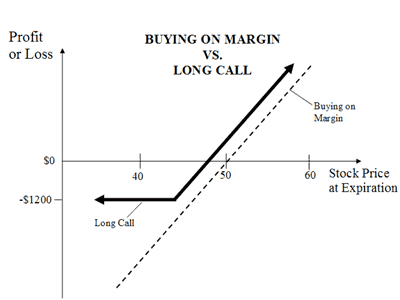 Profit
or Loss
BUYING ON MARGIN
VS.
LONG CALL
Buying on
Margin
$0
40
50
60
Stock Price
at Expiration
-$1200
Long Call